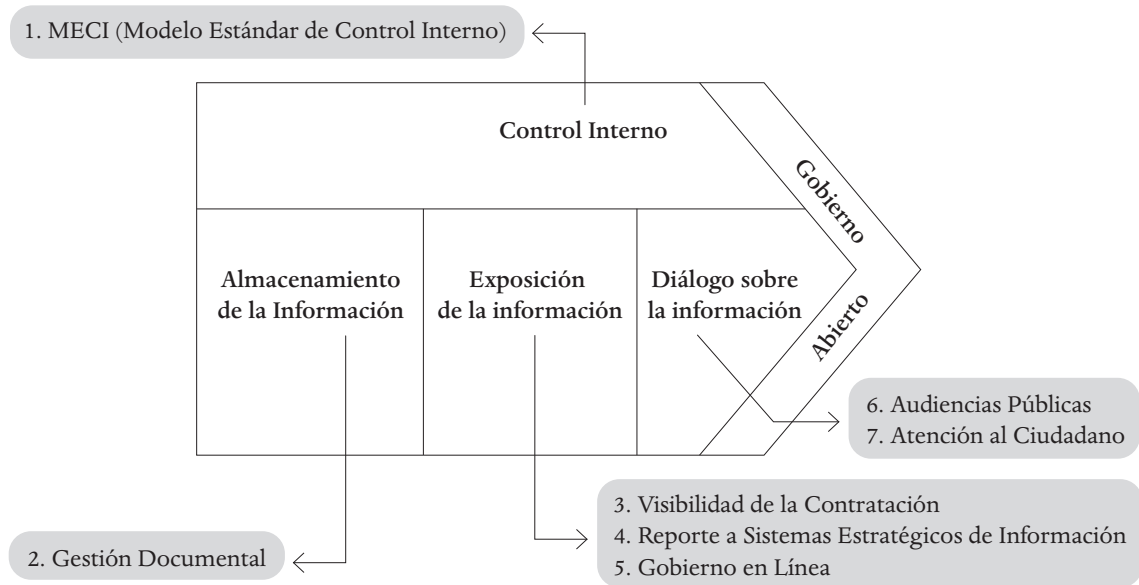 1. MECI (Modelo Estándar de Control Interno)
Control Interno
Gobierno
Abierto
Almacenamiento
de la Información
Exposición
de la información
Diálogo sobre
la información
6. Audiencias Públicas
7. Atención al Ciudadano
3. Visibilidad de la Contratación
4. Reporte a Sistemas Estratégicos de Información
5. Gobierno en Línea
2. Gestión Documental